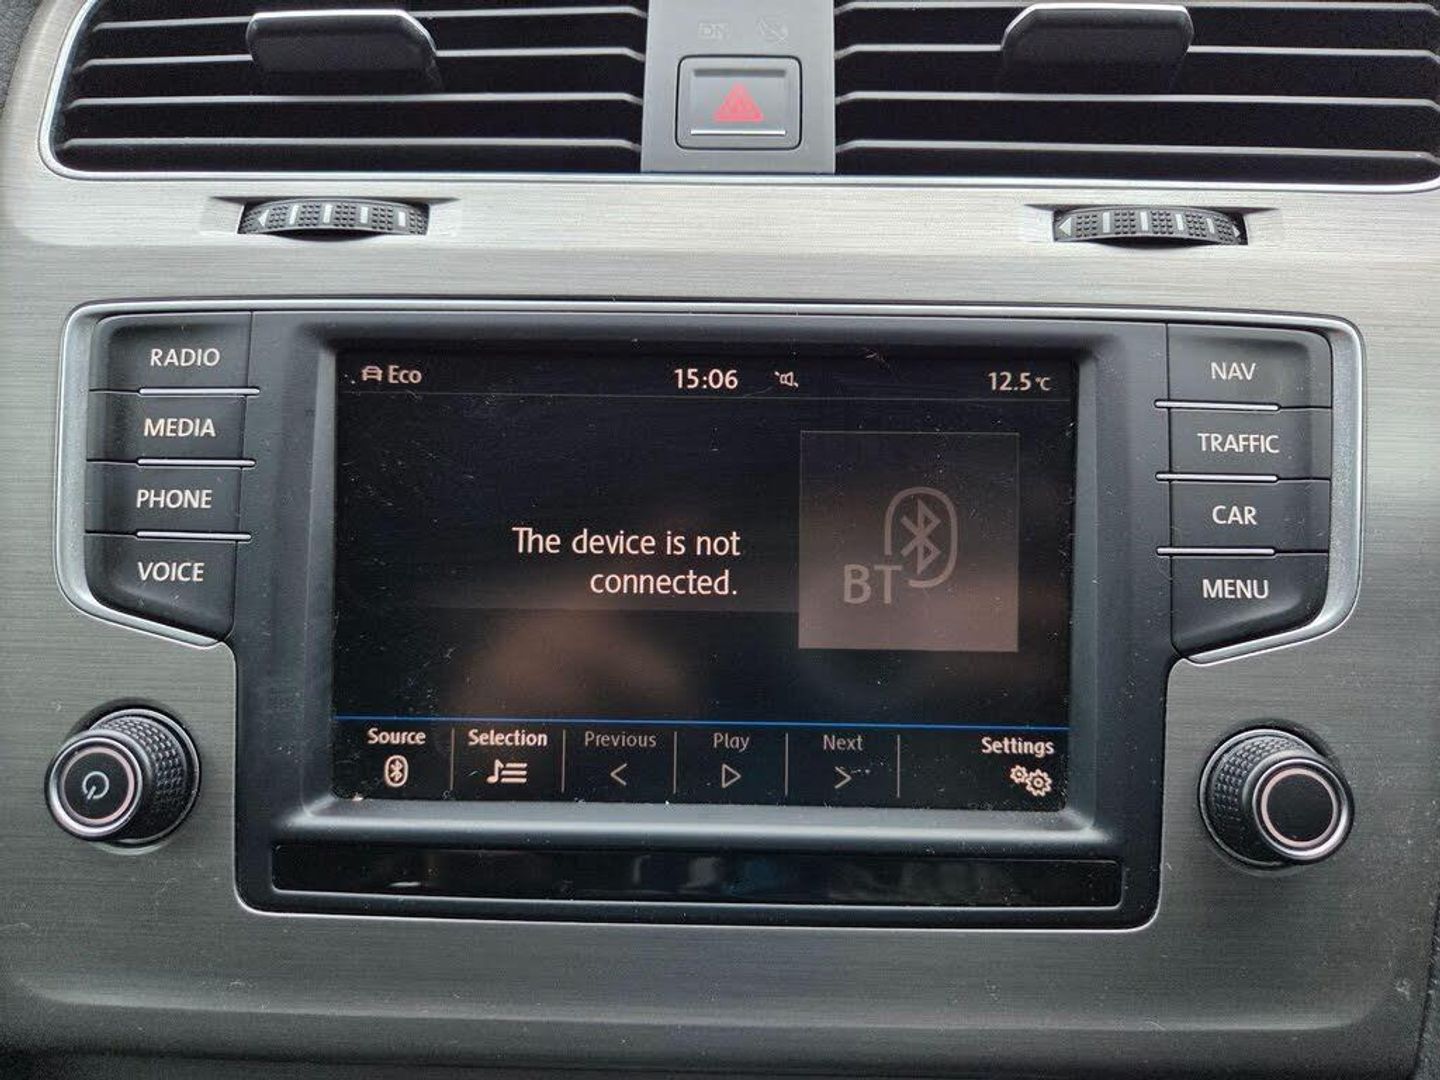 RADIO
MEDIA
PHONE
VOICE
Eco
15:06
12.5°C
The device is not
connected.
BT
Source
Selection
Previous
Play
Next
Settings
NAV
TRAFFIC
CAR
MENU